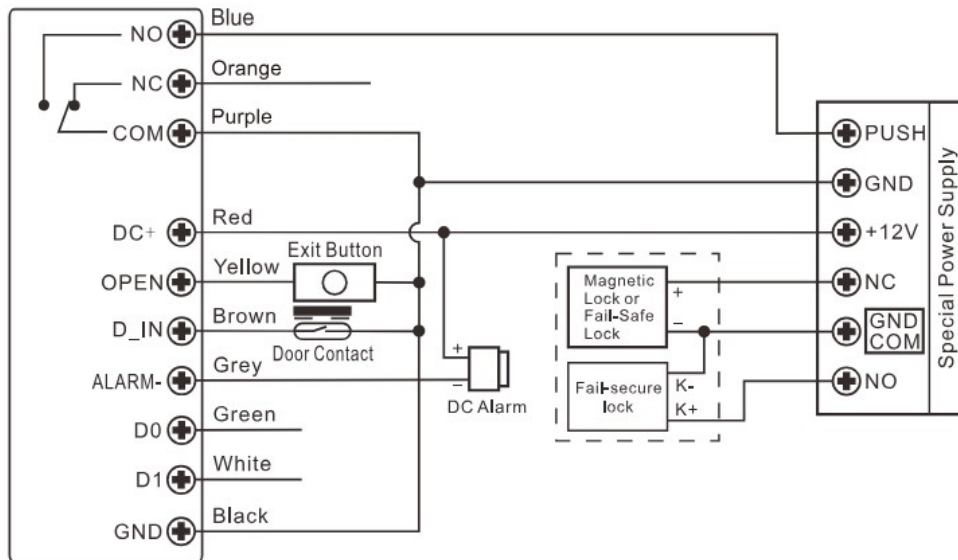 NO
Blue
NC
Orange
COM
Purple
DC+
Red
OPEN
Yellow
Exit Button
D_IN
Brown
Door Contact
ALARM-
Grey
+
−
DC Alarm
D0
Green
D1
White
GND
Black
Magnetic
Lock or
Fail-Safe
Lock
+
−
Fail-secure
lock
K-
K+
PUSH
GND
+12V
NC
GND
COM
NO
Special Power Supply